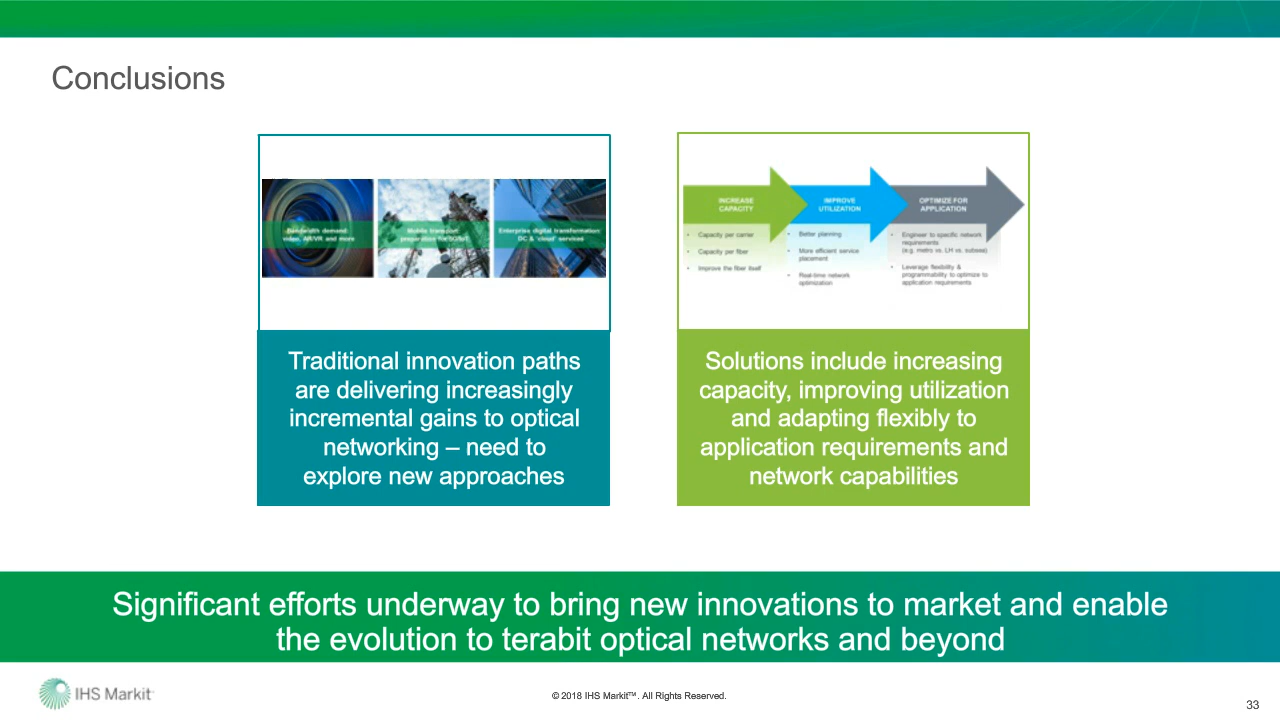 Conclusions
Bandwidth demand:
video, AR/VR and more
Mobile transport
preparation for 5G/IoT
Enterprise digital transformation:
DC & 'cloud' services
Traditional innovation paths
are delivering increasingly
incremental gains to optical
networking – need to
explore new approaches
INCREASE
CAPACITY
• Capacity per carrier
• Capacity per fiber
• Improve the fiber itself
IMPROVE
UTILIZATION
• Better planning
• More efficient service
placement
• Real-time network
optimization
OPTIMIZE FOR
APPLICATION
• Engineer to specific network
requirements
(e.g. metro vs. LH vs. subsea)
• Leverage flexibility &
programmability to optimize to
application requirements
Solutions include increasing
capacity, improving utilization
and adapting flexibly to
application requirements and
network capabilities
Significant efforts underway to bring new innovations to market and enable
the evolution to terabit optical networks and beyond
IHS Markit™
© 2018 IHS Markit™. All Rights Reserved.
33